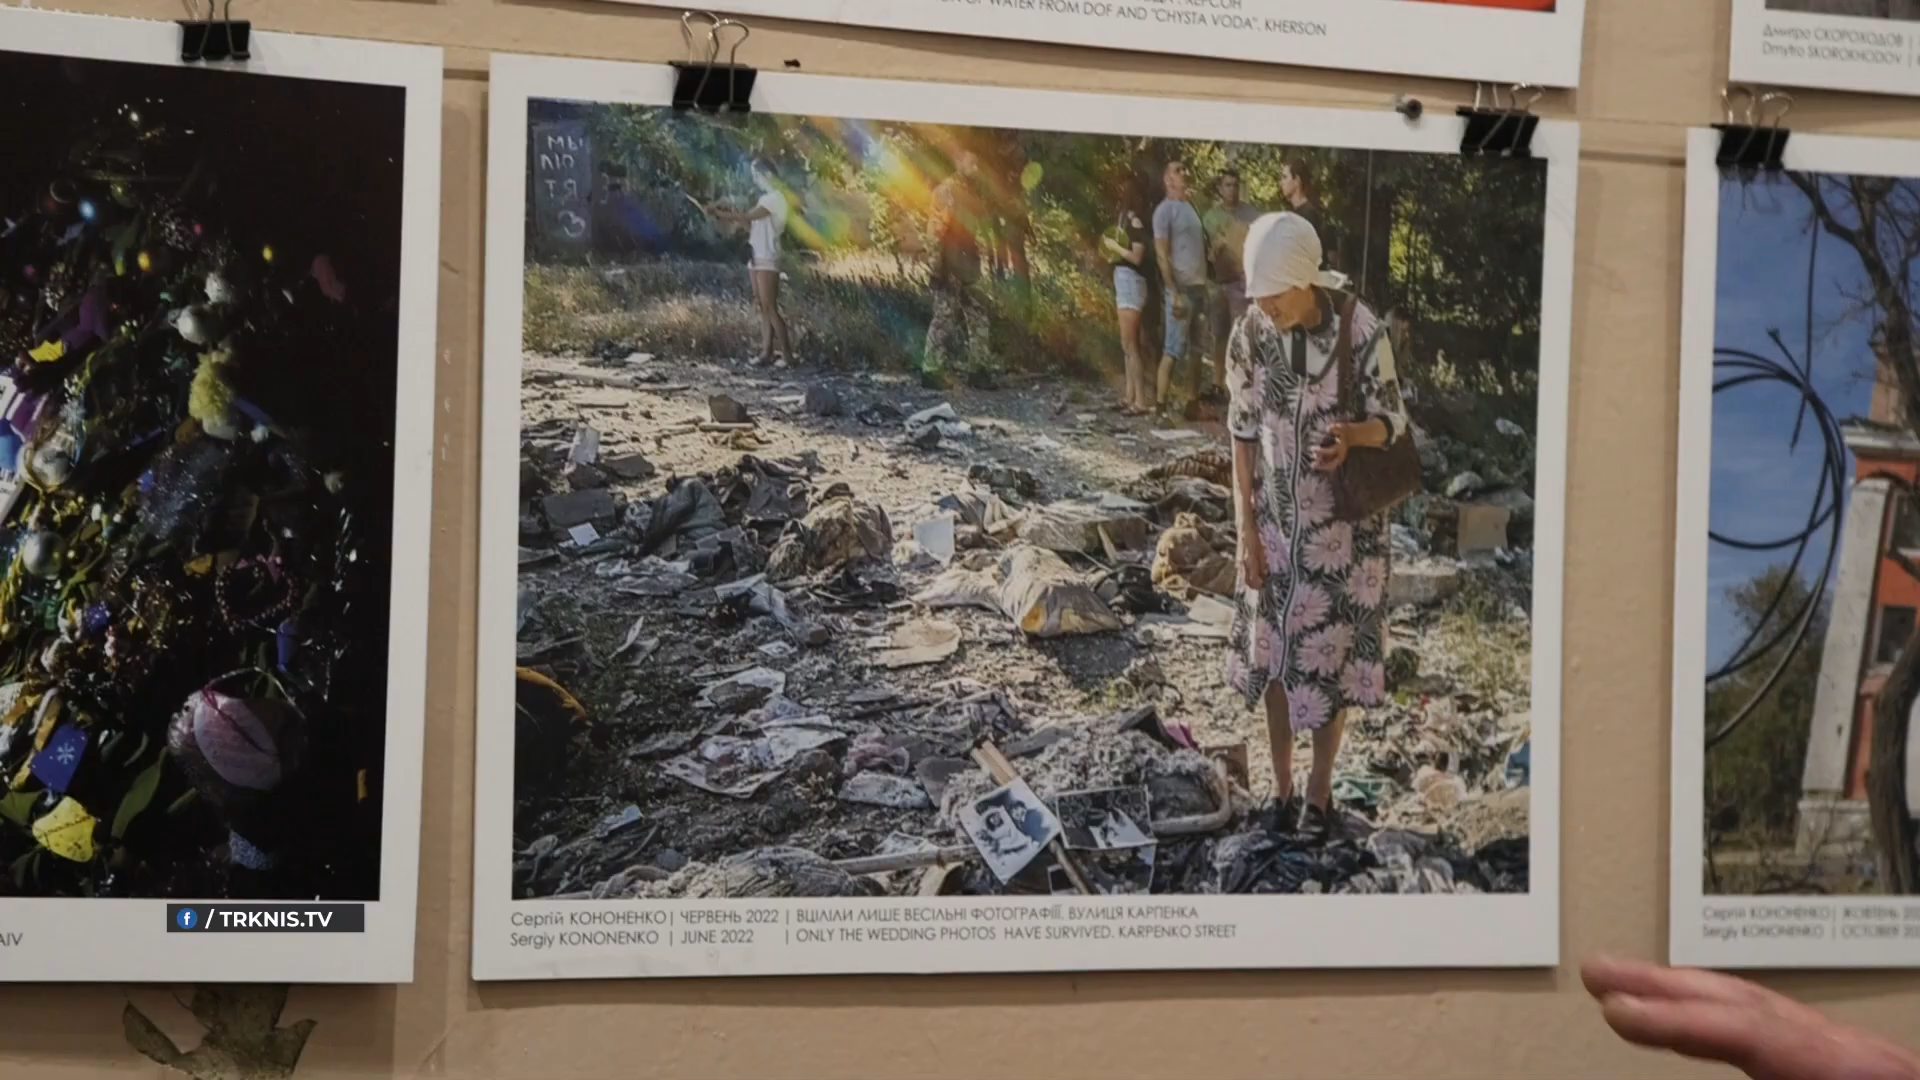 OF WATER FROM DOF AND "CHYSTA VODA". KHERSON
Дмитро СКОРОХОДОВ |
Dmytro SKOROKHODOV |
МЫ
ЛЮ
ТЯ
З
AIV
/ TRKNIS.TV
Сергій КОНОНЕНКО | ЧЕРВЕНЬ 2022 | ВЦІЛІЛИ ЛИШЕ ВЕСІЛЬНІ ФОТОГРАФІЇ. ВУЛИЦЯ КАРПЕНКА
Sergiy KONONENKO | JUNE 2022 | ONLY THE WEDDING PHOTOS HAVE SURVIVED. KARPENKO STREET
Сергій КОНОНЕНКО | ЖОВТЕНЬ
Sergiy KONONENKO | OCTOBER